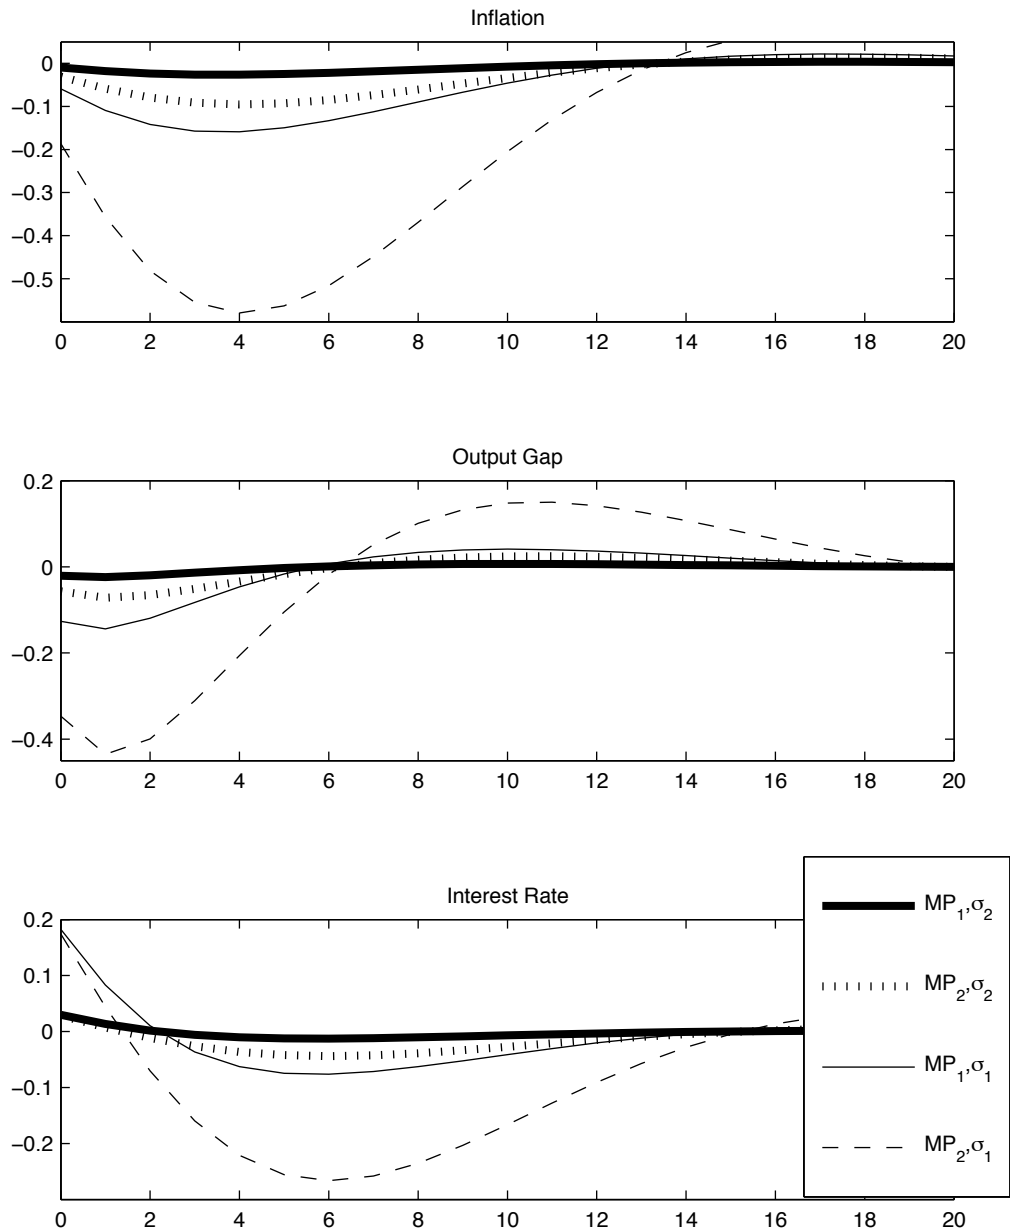 Inflation
0
−0.1
−0.2
−0.3
−0.4
−0.5
0 2 4 6 8 10 12 14 16 18 20
Output Gap
0.2
0
−0.2
−0.4
0 2 4 6 8 10 12 14 16 18 20
Interest Rate
0.2
0.1
0
−0.1
−0.2
0 2 4 6 8 10 12 14 16 18 20
MP₁,σ₂
MP₂,σ₂
MP₁,σ₁
MP₂,σ₁